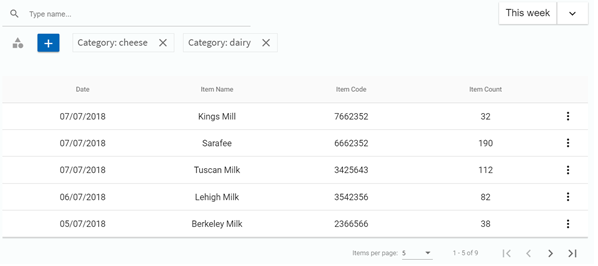 Type name...
This week
Category: cheese
Category: dairy
Date Item Name Item Code Item Count
07/07/2018 Kings Mill 7662352 32
07/07/2018 Sarafee 6662352 190
07/07/2018 Tuscan Milk 3425643 112
06/07/2018 Lehigh Milk 3542356 82
05/07/2018 Berkeley Milk 2366566 38
Items per page: 5 1 - 5 of 9